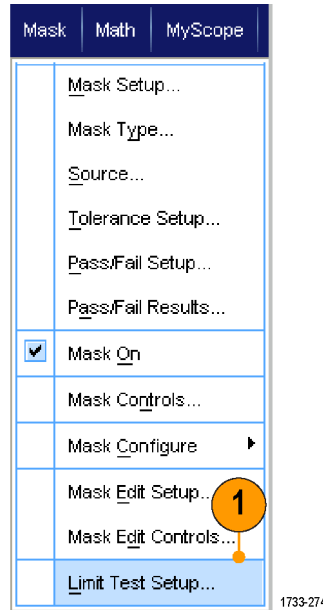 Mask Math MyScope
Mask Setup...
Mask Type...
Source...
Tolerance Setup...
Pass/Fail Setup...
Pass/Fail Results...
Mask On
Mask Controls...
Mask Configure
Mask Edit Setup...
1
Mask Edit Controls...
Limit Test Setup...